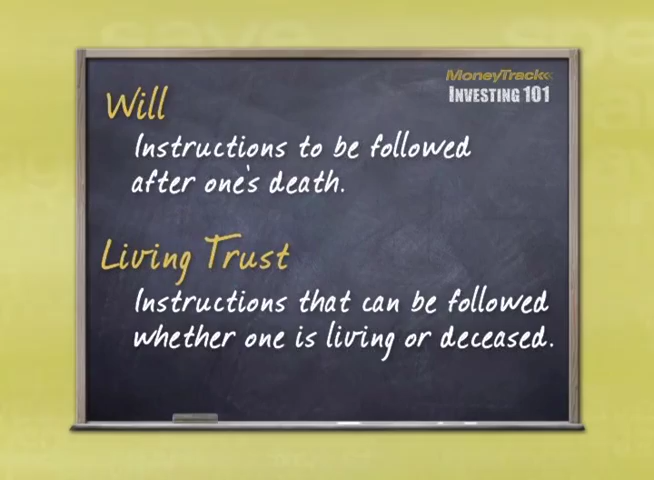 MoneyTrack
INVESTING 101
Will
Instructions to be followed
after one's death.
Living Trust
Instructions that can be followed
whether one is living or deceased.